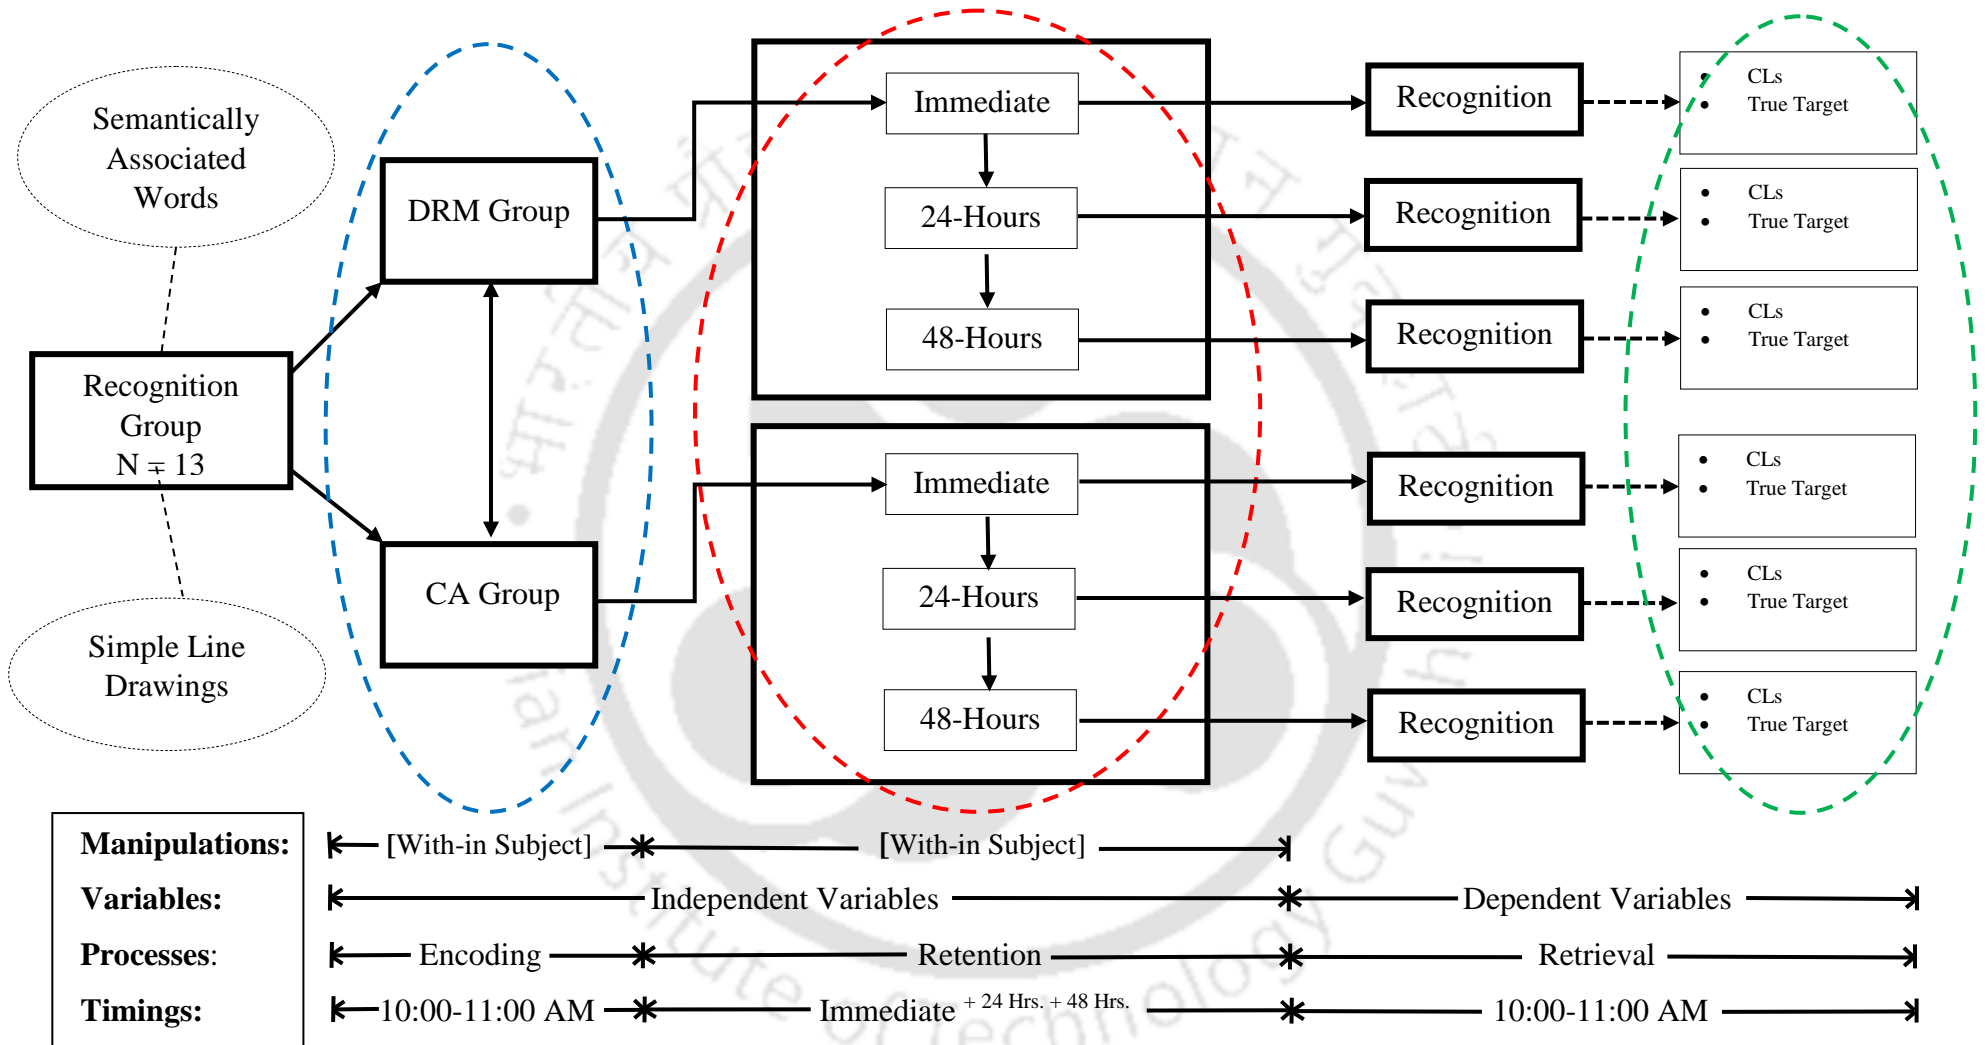 Semantically
Associated
Words
Recognition
Group
N = 13
Simple Line
Drawings
DRM Group
CA Group
Immediate
24-Hours
48-Hours
Immediate
24-Hours
48-Hours
Recognition
Recognition
Recognition
Recognition
Recognition
Recognition
• CLs
• True Target
• CLs
• True Target
• CLs
• True Target
• CLs
• True Target
• CLs
• True Target
• CLs
• True Target
Manipulations: [With-in Subject] [With-in Subject]
Variables: Independent Variables Dependent Variables
Processes: Encoding Retention Retrieval
Timings: 10:00-11:00 AM Immediate + 24 Hrs. + 48 Hrs. 10:00-11:00 AM
Institute of Technology